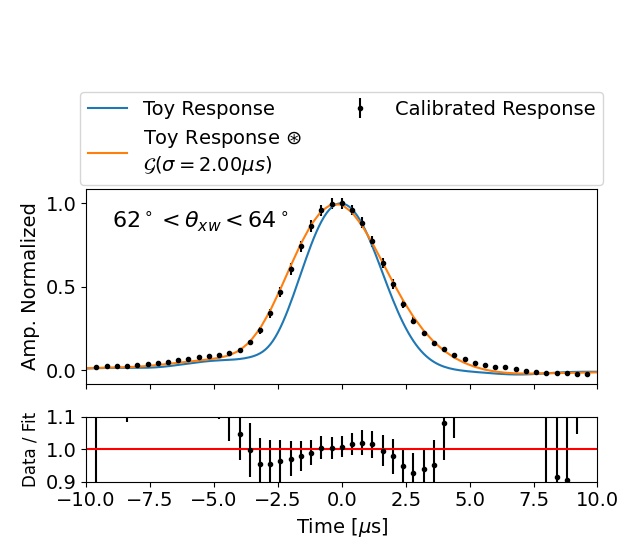 Toy Response
Calibrated Response
Toy Response ⊛
𝒢(σ = 2.00μs)
62° < θxw < 64°
Amp. Normalized
1.0
0.5
0.0
Data / Fit
1.1
1.0
0.9
−10.0 −7.5 −5.0 −2.5 0.0 2.5 5.0 7.5 10.0
Time [μs]